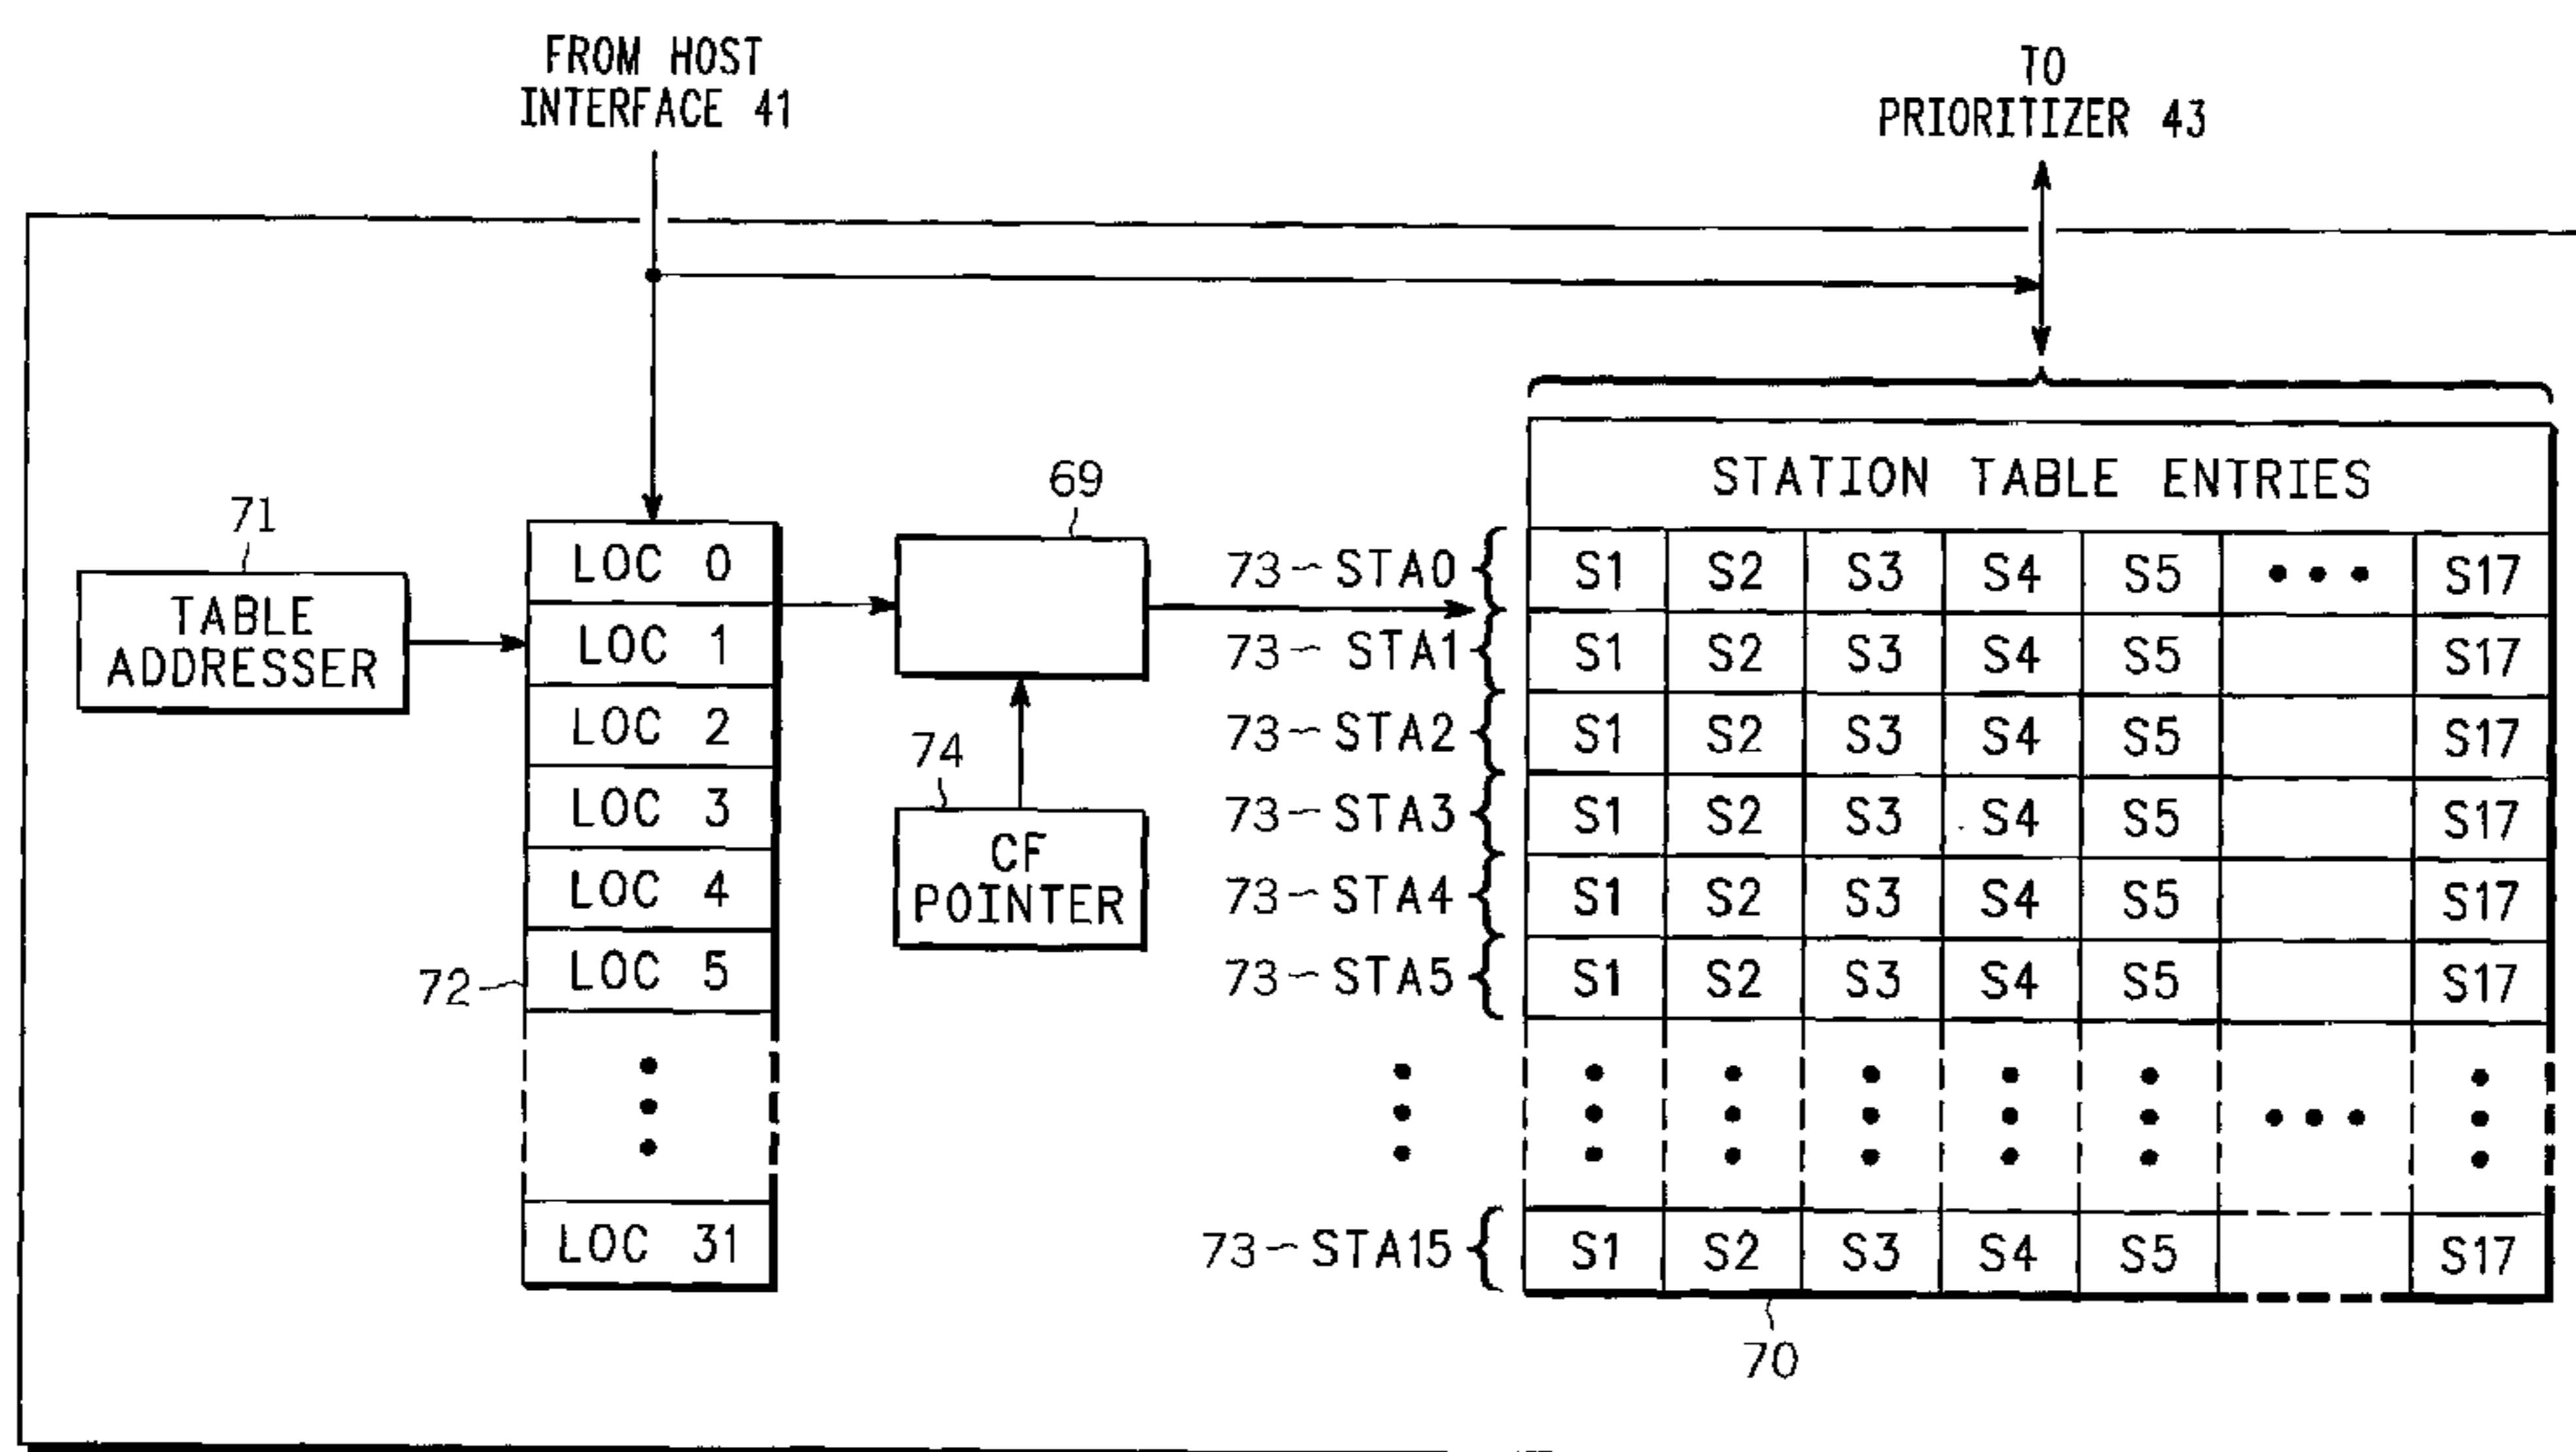 FROM HOST
INTERFACE 41
TO
PRIORITIZER 43
71
TABLE
ADDRESSER
LOC 0
LOC 1
LOC 2
LOC 3
LOC 4
LOC 5
LOC 31
72
69
74
CF
POINTER
STATION TABLE ENTRIES
73-STA0 S1 S2 S3 S4 S5 ••• S17
73-STA1 S1 S2 S3 S4 S5 S17
73-STA2 S1 S2 S3 S4 S5 S17
73-STA3 S1 S2 S3 S4 S5 S17
73-STA4 S1 S2 S3 S4 S5 S17
73-STA5 S1 S2 S3 S4 S5 S17
73-STA15 S1 S2 S3 S4 S5 S17
70